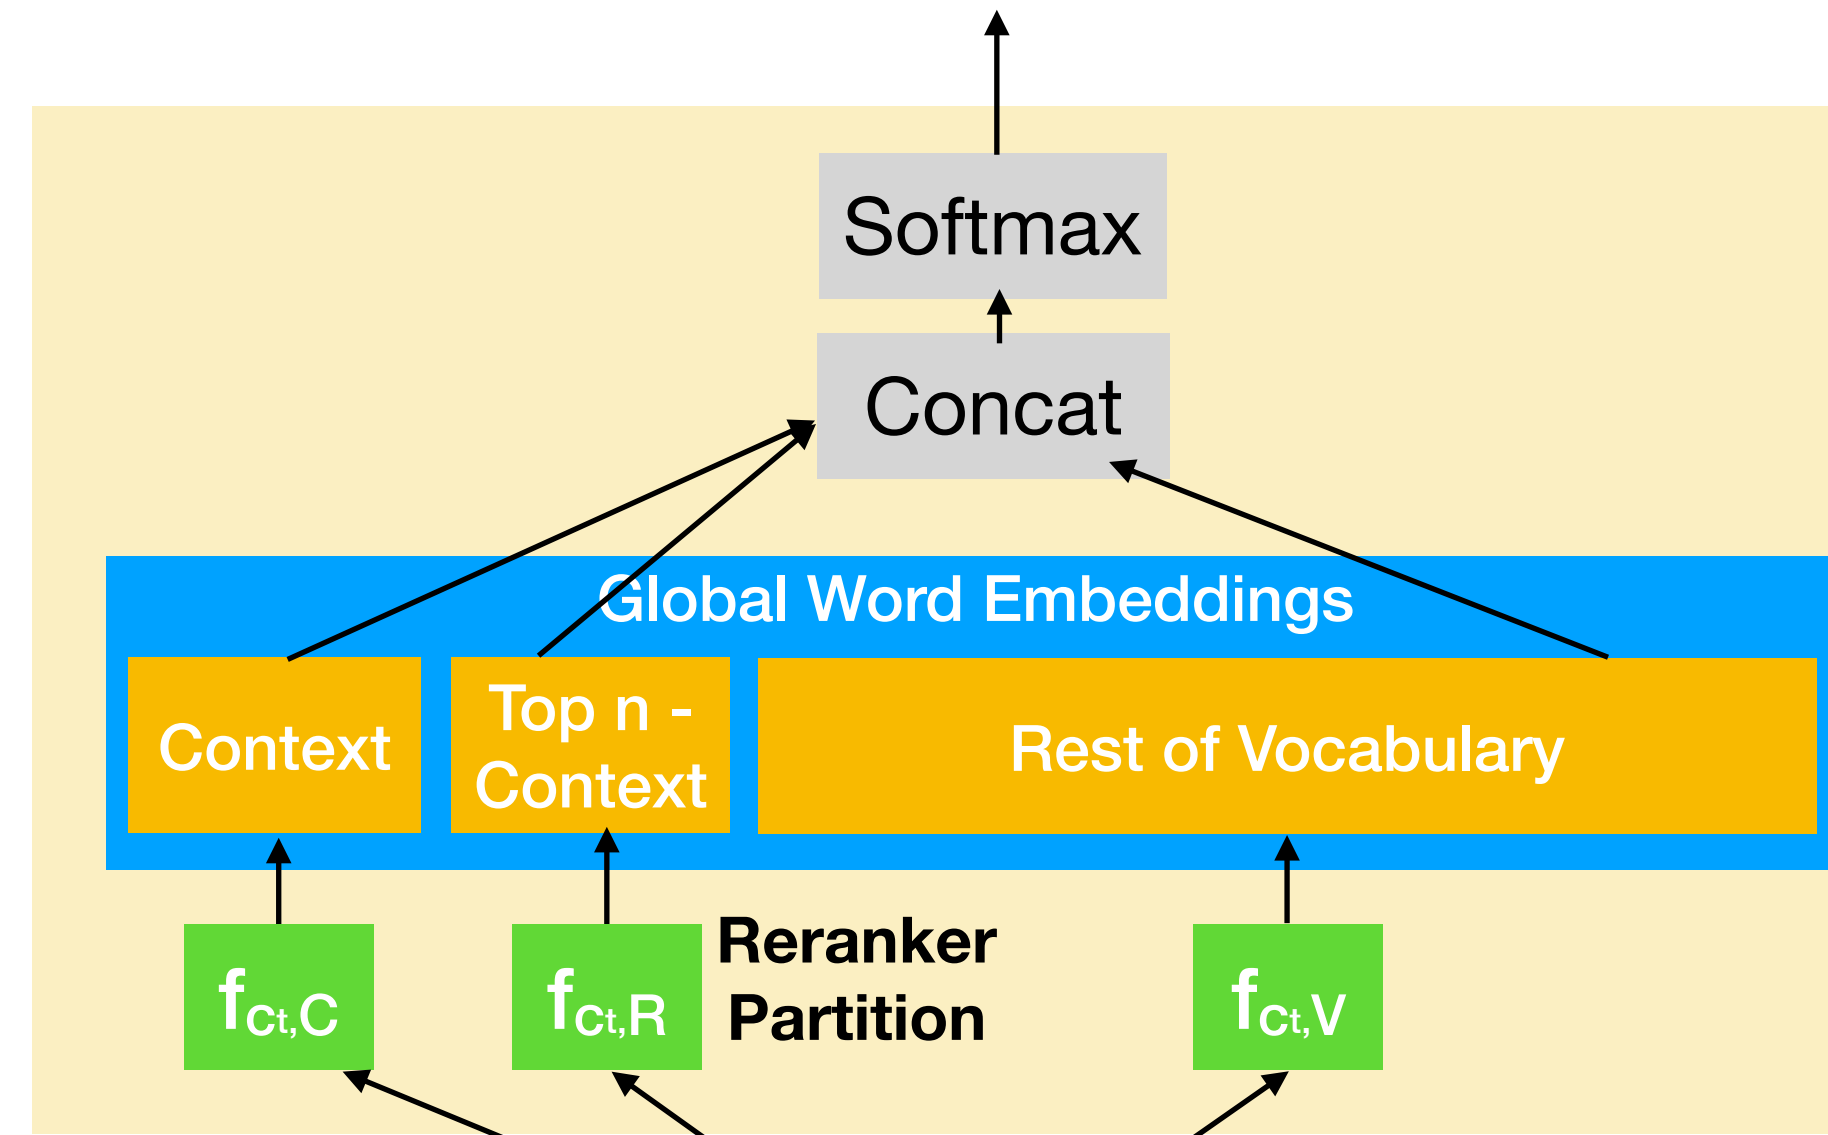 Softmax
Concat
Global Word Embeddings
Context
Top n -
Context
Rest of Vocabulary
Reranker
Partition
fct,C
fct,R
fct,V